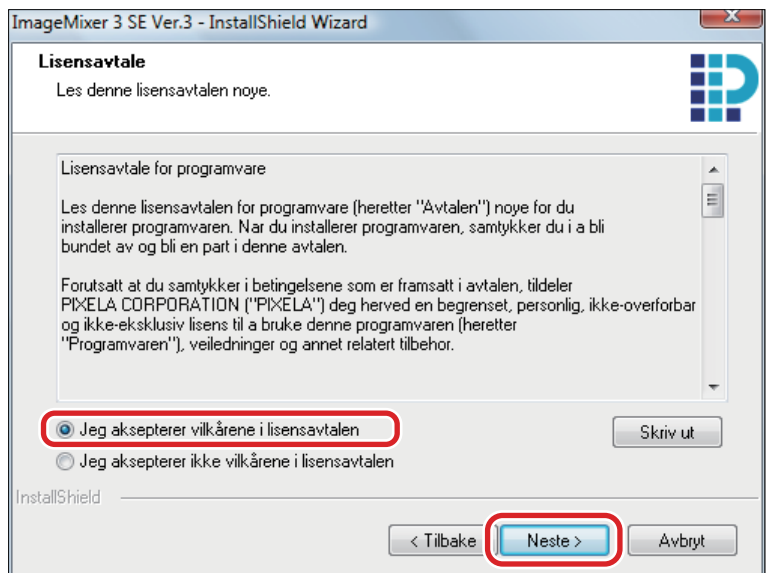 ImageMixer 3 SE Ver.3 - InstallShield Wizard
Lisensavtale
Les denne lisensavtalen noye.
Lisensavtale for programvare
Les denne lisensavtalen for programvare (heretter "Avtalen") noye for du
installerer programvaren. Nar du installerer programvaren, samtykker du i a bli
bundet av og bli en part i denne avtalen.
Forutsatt at du samtykker i betingelsene som er framsatt i avtalen, tildeler
PIXELA CORPORATION ("PIXELA") deg herved en begrenset, personlig, ikke-overforbar
og ikke-eksklusiv lisens til a bruke denne programvaren (heretter
"Programvaren"), veiledninger og annet relatert tilbehor.
Jeg aksepterer vilkårene i lisensavtalen
Skriv ut
Jeg aksepterer ikke vilkårene i lisensavtalen
InstallShield
< Tilbake
Neste >
Avbryt